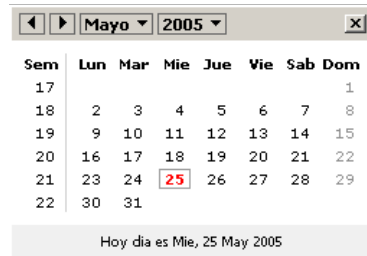 Mayo 2005
Sem Lun Mar Mie Jue Vie Sab Dom
17 1
18 2 3 4 5 6 7 8
19 9 10 11 12 13 14 15
20 16 17 18 19 20 21 22
21 23 24 25 26 27 28 29
22 30 31
Hoy dia es Mie, 25 May 2005